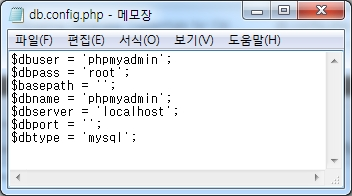 db.config.php - 메모장
파일(F) 편집(E) 서식(O) 보기(V) 도움말(H)
$dbuser = 'phpmyadmin';
$dbpass = 'root';
$basepath = '';
$dbname = 'phpmyadmin';
$dbserver = 'localhost';
$dbport = '';
$dbtype = 'mysql';